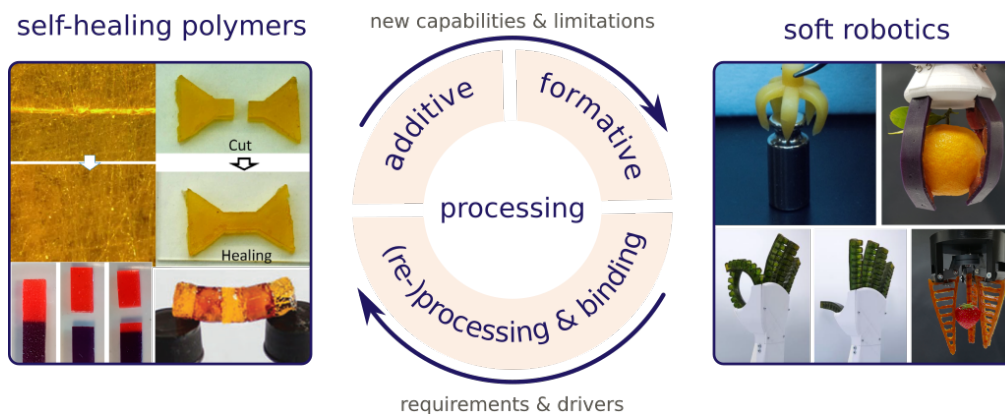 self-healing polymers
new capabilities & limitations
soft robotics
additive
formative
Cut
processing
Healing
(re-)processing & binding
requirements & drivers